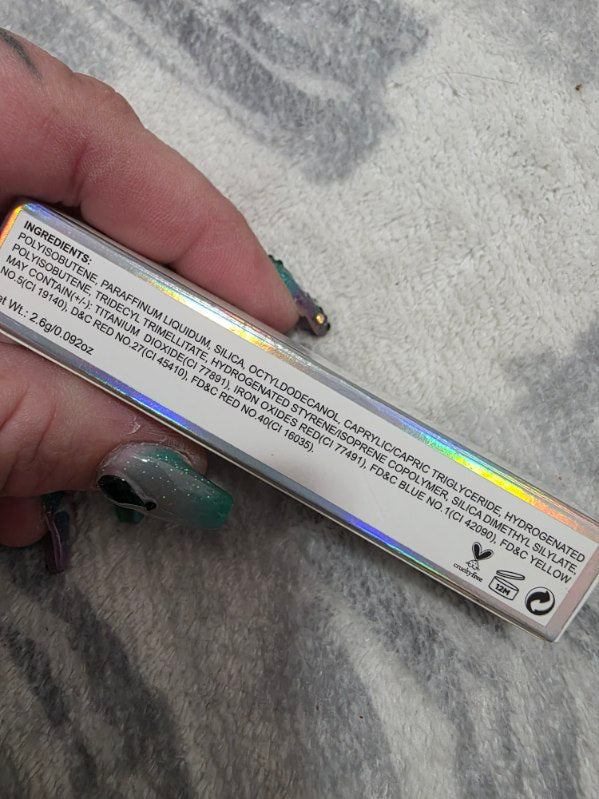 INGREDIENTS:
POLYISOBUTENE, PARAFFINUM LIQUIDUM, SILICA, OCTYLDODECANOL, CAPRYLIC/CAPRIC TRIGLYCERIDE, HYDROGENATED
POLYISOBUTENE, TRIDECYL TRIMELLITATE, HYDROGENATED STYRENE/ISOPRENE COPOLYMER, SILICA DIMETHYL SILYLATE.
MAY CONTAIN(+/-): TITANIUM DIOXIDE(CI 77891), IRON OXIDES RED(CI 77491), FD&C BLUE NO.1(CI 42090), FD&C YELLOW
NO.5(CI 19140), D&C RED NO.27(CI 45410), FD&C RED NO.40(CI 16035).
et Wt.: 2.6g/0.092oz
crueltyfree
12M